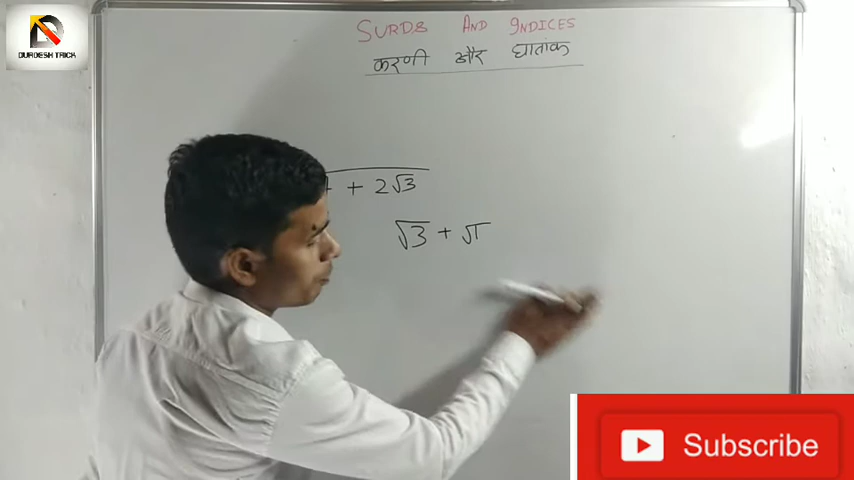 DURGESH TRICK
SURDS AND INDICES
करणी और घातांक
+ 2√3
√3 + √1
Subscribe